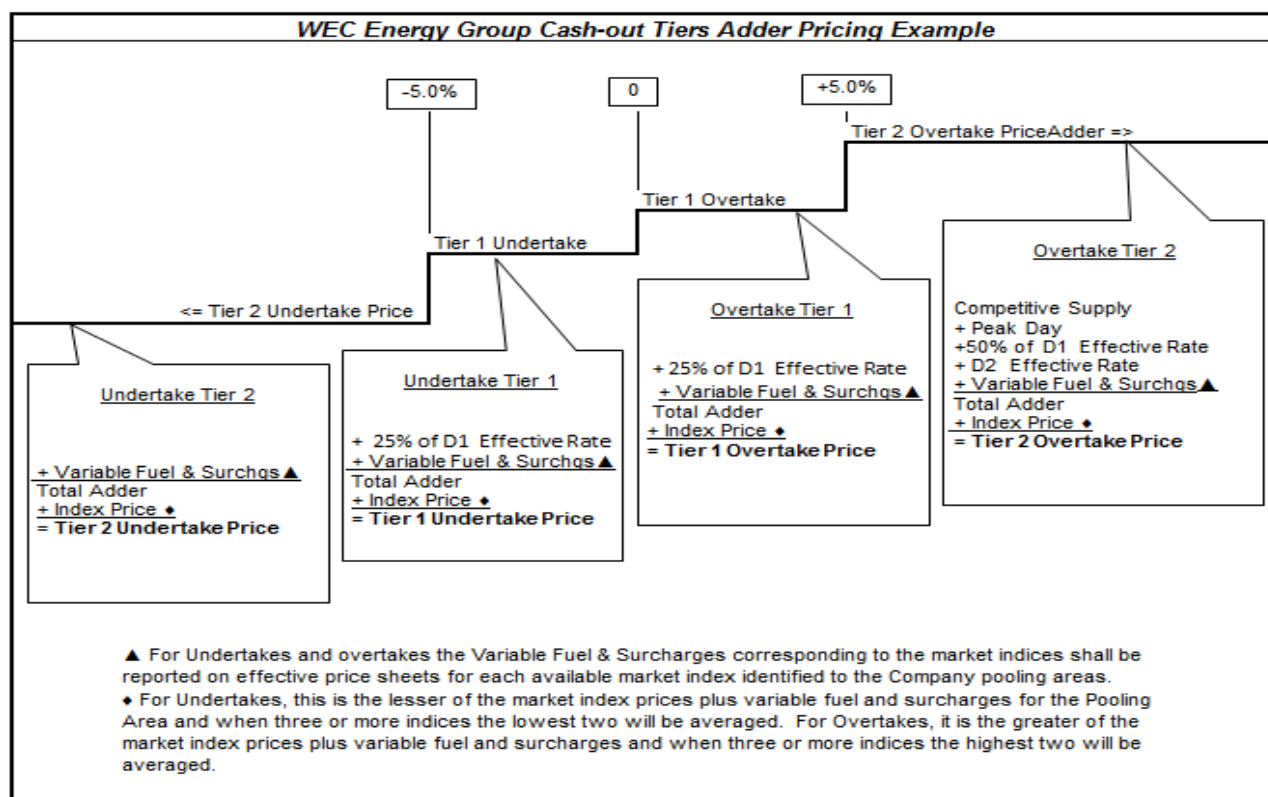 WEC Energy Group Cash-out Tiers Adder Pricing Example
-5.0%
0
+5.0%
Tier 2 Overtake PriceAdder =>
Tier 1 Overtake
Tier 1 Undertake
<= Tier 2 Undertake Price
Undertake Tier 2
+ Variable Fuel & Surchgs▲
Total Adder
+ Index Price ♦
= Tier 2 Undertake Price
Undertake Tier 1
+ 25% of D1 Effective Rate
+ Variable Fuel & Surchgs▲
Total Adder
+ Index Price ♦
= Tier 1 Undertake Price
Overtake Tier 1
+ 25% of D1 Effective Rate
+ Variable Fuel & Surchgs▲
Total Adder
+ Index Price ♦
= Tier 1 Overtake Price
Overtake Tier 2
Competitive Supply
+ Peak Day
+50% of D1 Effective Rate
+ D2 Effective Rate
+ Variable Fuel & Surchgs▲
Total Adder
+ Index Price ♦
= Tier 2 Overtake Price
▲ For Undertakes and overtakes the Variable Fuel & Surcharges corresponding to the market indices shall be
reported on effective price sheets for each available market index identified to the Company pooling areas.
♦ For Undertakes, this is the lesser of the market index prices plus variable fuel and surcharges for the Pooling
Area and when three or more indices the lowest two will be averaged. For Overtakes, it is the greater of the
market index prices plus variable fuel and surcharges and when three or more indices the highest two will be
averaged.